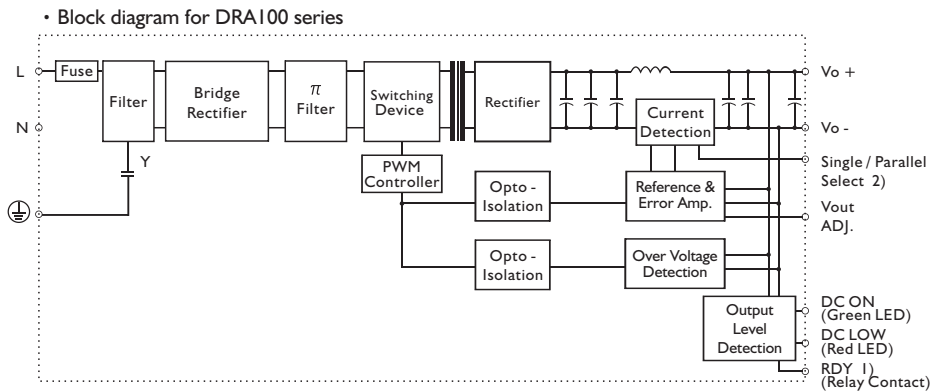 • Block diagram for DRA100 series
L
Fuse
Filter
Bridge
Rectifier
π
Filter
Switching
Device
Rectifier
Vo +
N
Current
Detection
Vo -
Y
PWM
Controller
Single / Parallel
Select 2)
Opto -
Isolation
Reference &
Error Amp.
Vout
ADJ.
Opto -
Isolation
Over Voltage
Detection
Output
Level
Detection
DC ON
(Green LED)
DC LOW
(Red LED)
RDY 1)
(Relay Contact)